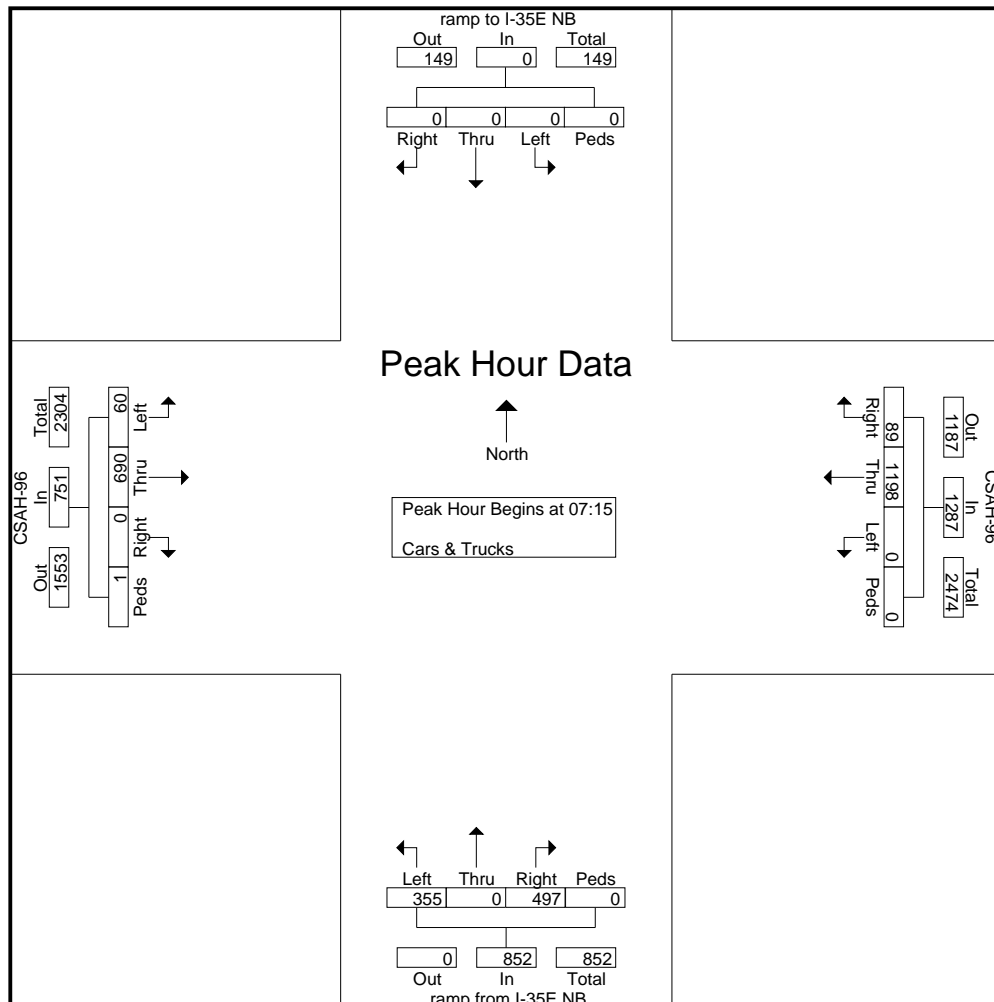 ramp to I-35E NB
Out In Total
149 0 149
0 0 0 0
Right Thru Left Peds
Peak Hour Data
North
Peak Hour Begins at 07:15
Cars & Trucks
CSAH-96
Total In Out
2304 751 1553
60 690 0 1
Left Thru Right Peds
Right Thru Left Peds
89 1198 0 0
Out In Total
1187 1287 2474
CSAH-96
Left Thru Right Peds
355 0 497 0
0 852 852
Out In Total
ramp from I-35E NB